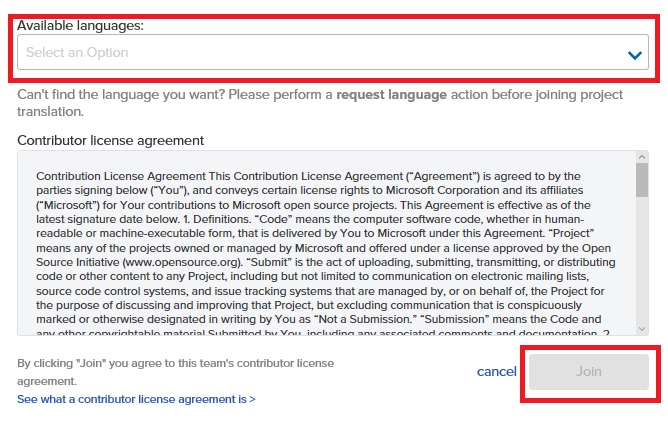 Available languages:
Select an Option
Can't find the language you want? Please perform a request language action before joining project
translation.
Contributor license agreement
Contribution License Agreement This Contribution License Agreement (“Agreement”) is agreed to by the
parties signing below (“You”), and conveys certain license rights to Microsoft Corporation and its affiliates
(“Microsoft”) for Your contributions to Microsoft open source projects. This Agreement is effective as of the
latest signature date below. 1. Definitions. “Code” means the computer software code, whether in human-
readable or machine-executable form, that is delivered by You to Microsoft under this Agreement. “Project”
means any of the projects owned or managed by Microsoft and offered under a license approved by the Open
Source Initiative (www.opensource.org). “Submit” is the act of uploading, submitting, transmitting, or distributing
code or other content to any Project, including but not limited to communication on electronic mailing lists,
source code control systems, and issue tracking systems that are managed by, or on behalf of, the Project for
the purpose of discussing and improving that Project, but excluding communication that is conspicuously
marked or otherwise designated in writing by You as “Not a Submission.” “Submission” means the Code and
any other copyrightable material Submitted by You, including any associated comments and documentation. 2
By clicking "Join" you agree to this team's contributor license
agreement.
See what a contributor license agreement is >
cancel
Join